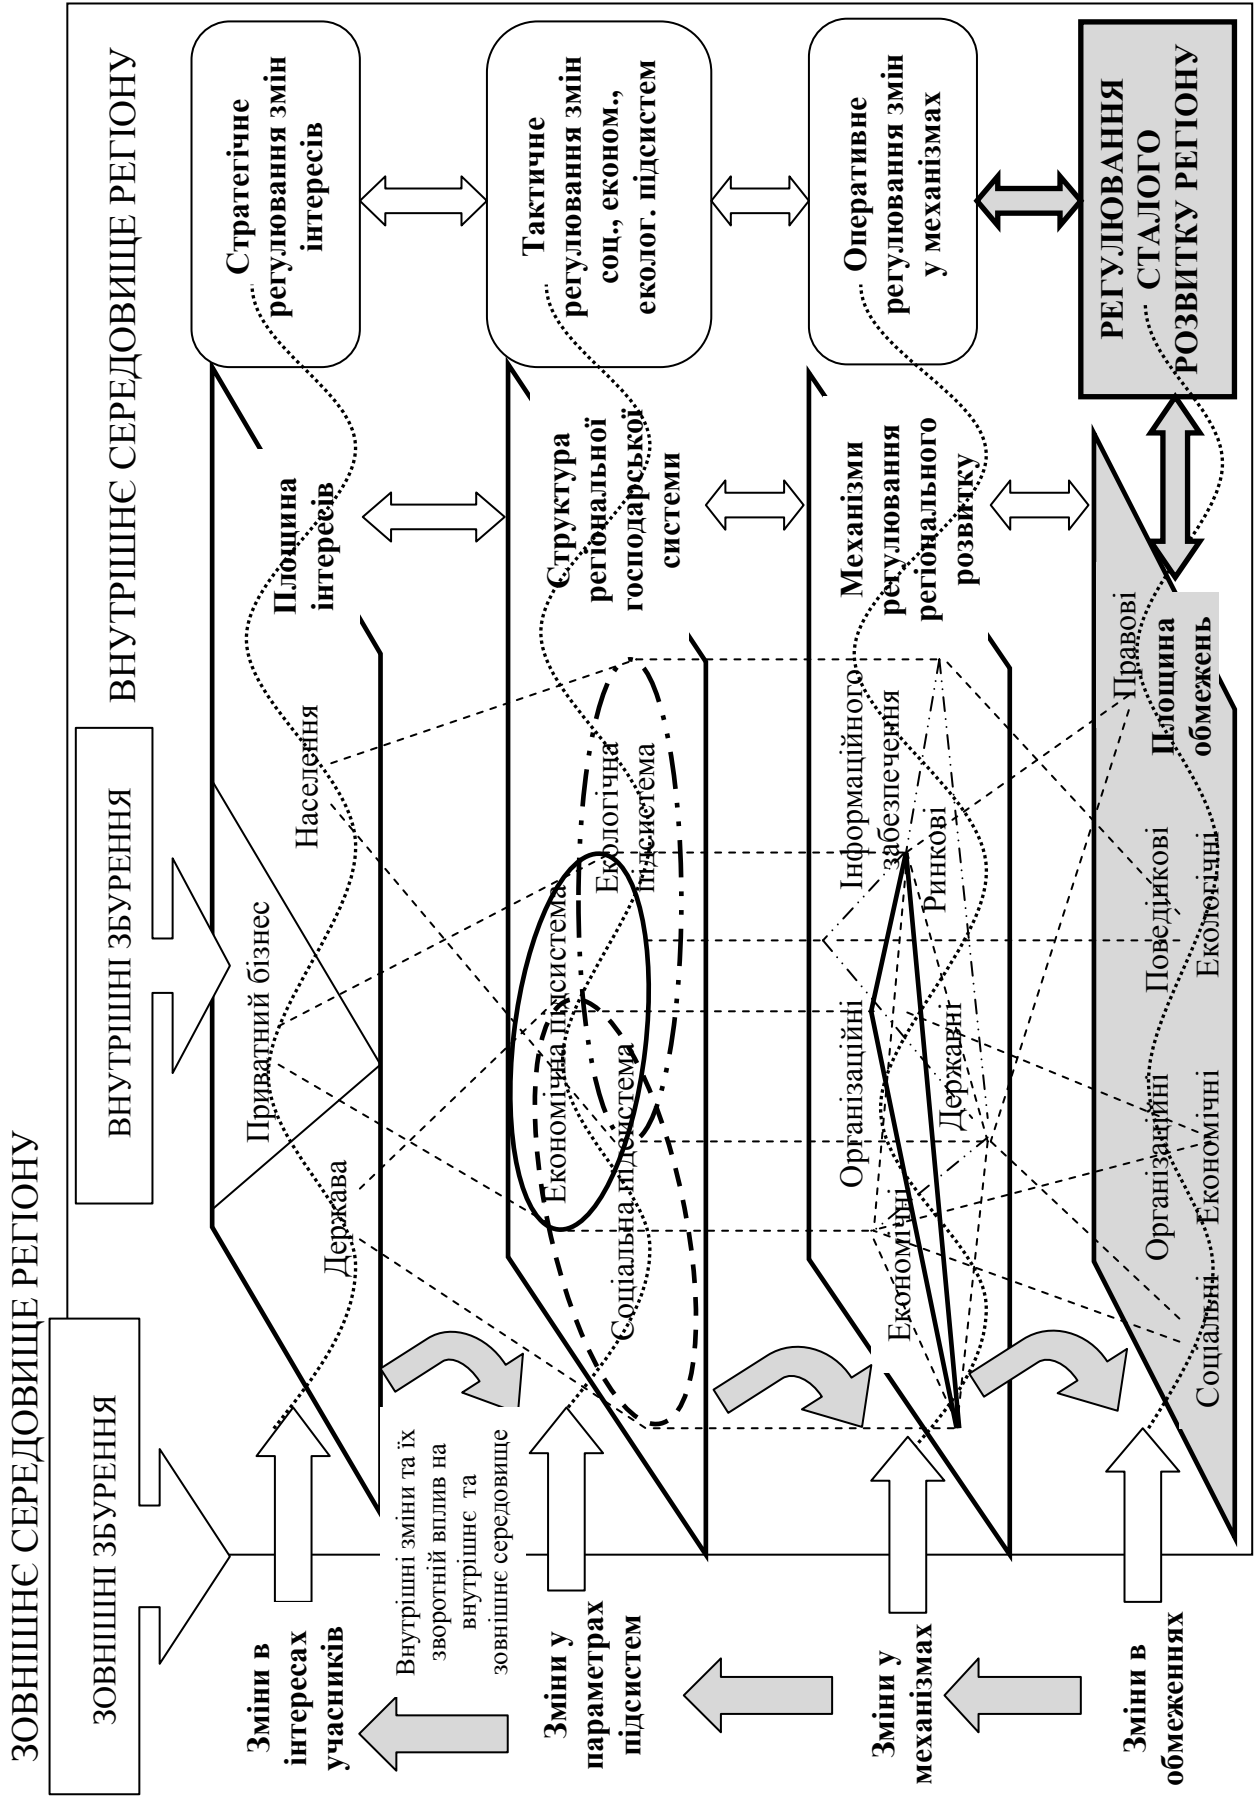 ЗОВНІШНЄ СЕРЕДОВИЩЕ РЕГІОНУ
ЗОВНІШНІ ЗБУРЕННЯ
ВНУТРІШНІ ЗБУРЕННЯ
ВНУТРІШНЄ СЕРЕДОВИЩЕ РЕГІОНУ
Зміни в
інтересах
учасників
Держава
Приватний бізнес
Населення
Площина
інтересів
Стратегічне
регулювання змін
інтересів
Внутрішні зміни та їх
зворотній вплив на
внутрішнє та
зовнішнє середовище
Зміни у
параметрах
підсистем
Економічна підсистема
Соціальна підсистема
Екологічна
підсистема
Структура
регіональної
господарської
системи
Тактичне
регулювання змін
соц., економ.,
еколог. підсистем
Зміни у
механізмах
Економічні
Організаційні
Державні
Інформаційного
забезпечення
Ринкові
Механізми
регулювання
регіонального
розвитку
Оперативне
регулювання змін
у механізмах
Зміни в
обмеженнях
Соціальні
Організаційні
Економічні
Поведінкові
Екологічні
Правові
Площина
обмежень
РЕГУЛЮВАННЯ
СТАЛОГО
РОЗВИТКУ РЕГІОНУ